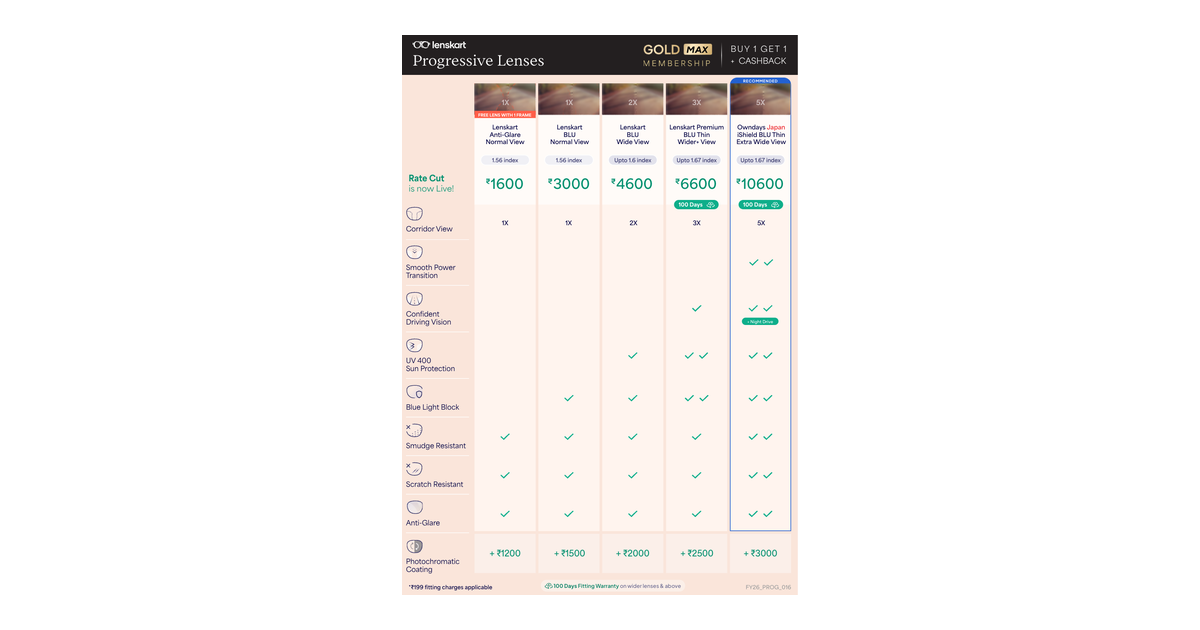 lenskart
Progressive Lenses
GOLD MAX
MEMBERSHIP
BUY 1 GET 1
+ CASHBACK
RECOMMENDED
1X
1X
2X
3X
5X
FREE LENS WITH 1 FRAME
Lenskart
Anti-Glare
Normal View
Lenskart
BLU
Normal View
Lenskart
BLU
Wide View
Lenskart Premium
BLU Thin
Wider+ View
Owndays Japan
iShield BLU Thin
Extra Wide View
1.56 index
1.56 index
Upto 1.6 index
Upto 1.67 index
Upto 1.67 index
Rate Cut
is now Live!
₹1600
₹3000
₹4600
₹6600
₹10600
100 Days
100 Days
Corridor View
1X
1X
2X
3X
5X
Smooth Power
Transition
Confident
Driving Vision
+ Night Drive
UV 400
Sun Protection
Blue Light Block
Smudge Resistant
Scratch Resistant
Anti-Glare
Photochromatic
Coating
+ ₹1200
+ ₹1500
+ ₹2000
+ ₹2500
+ ₹3000
*₹199 fitting charges applicable
100 Days Fitting Warranty on wider lenses & above
FY26_PROG_016